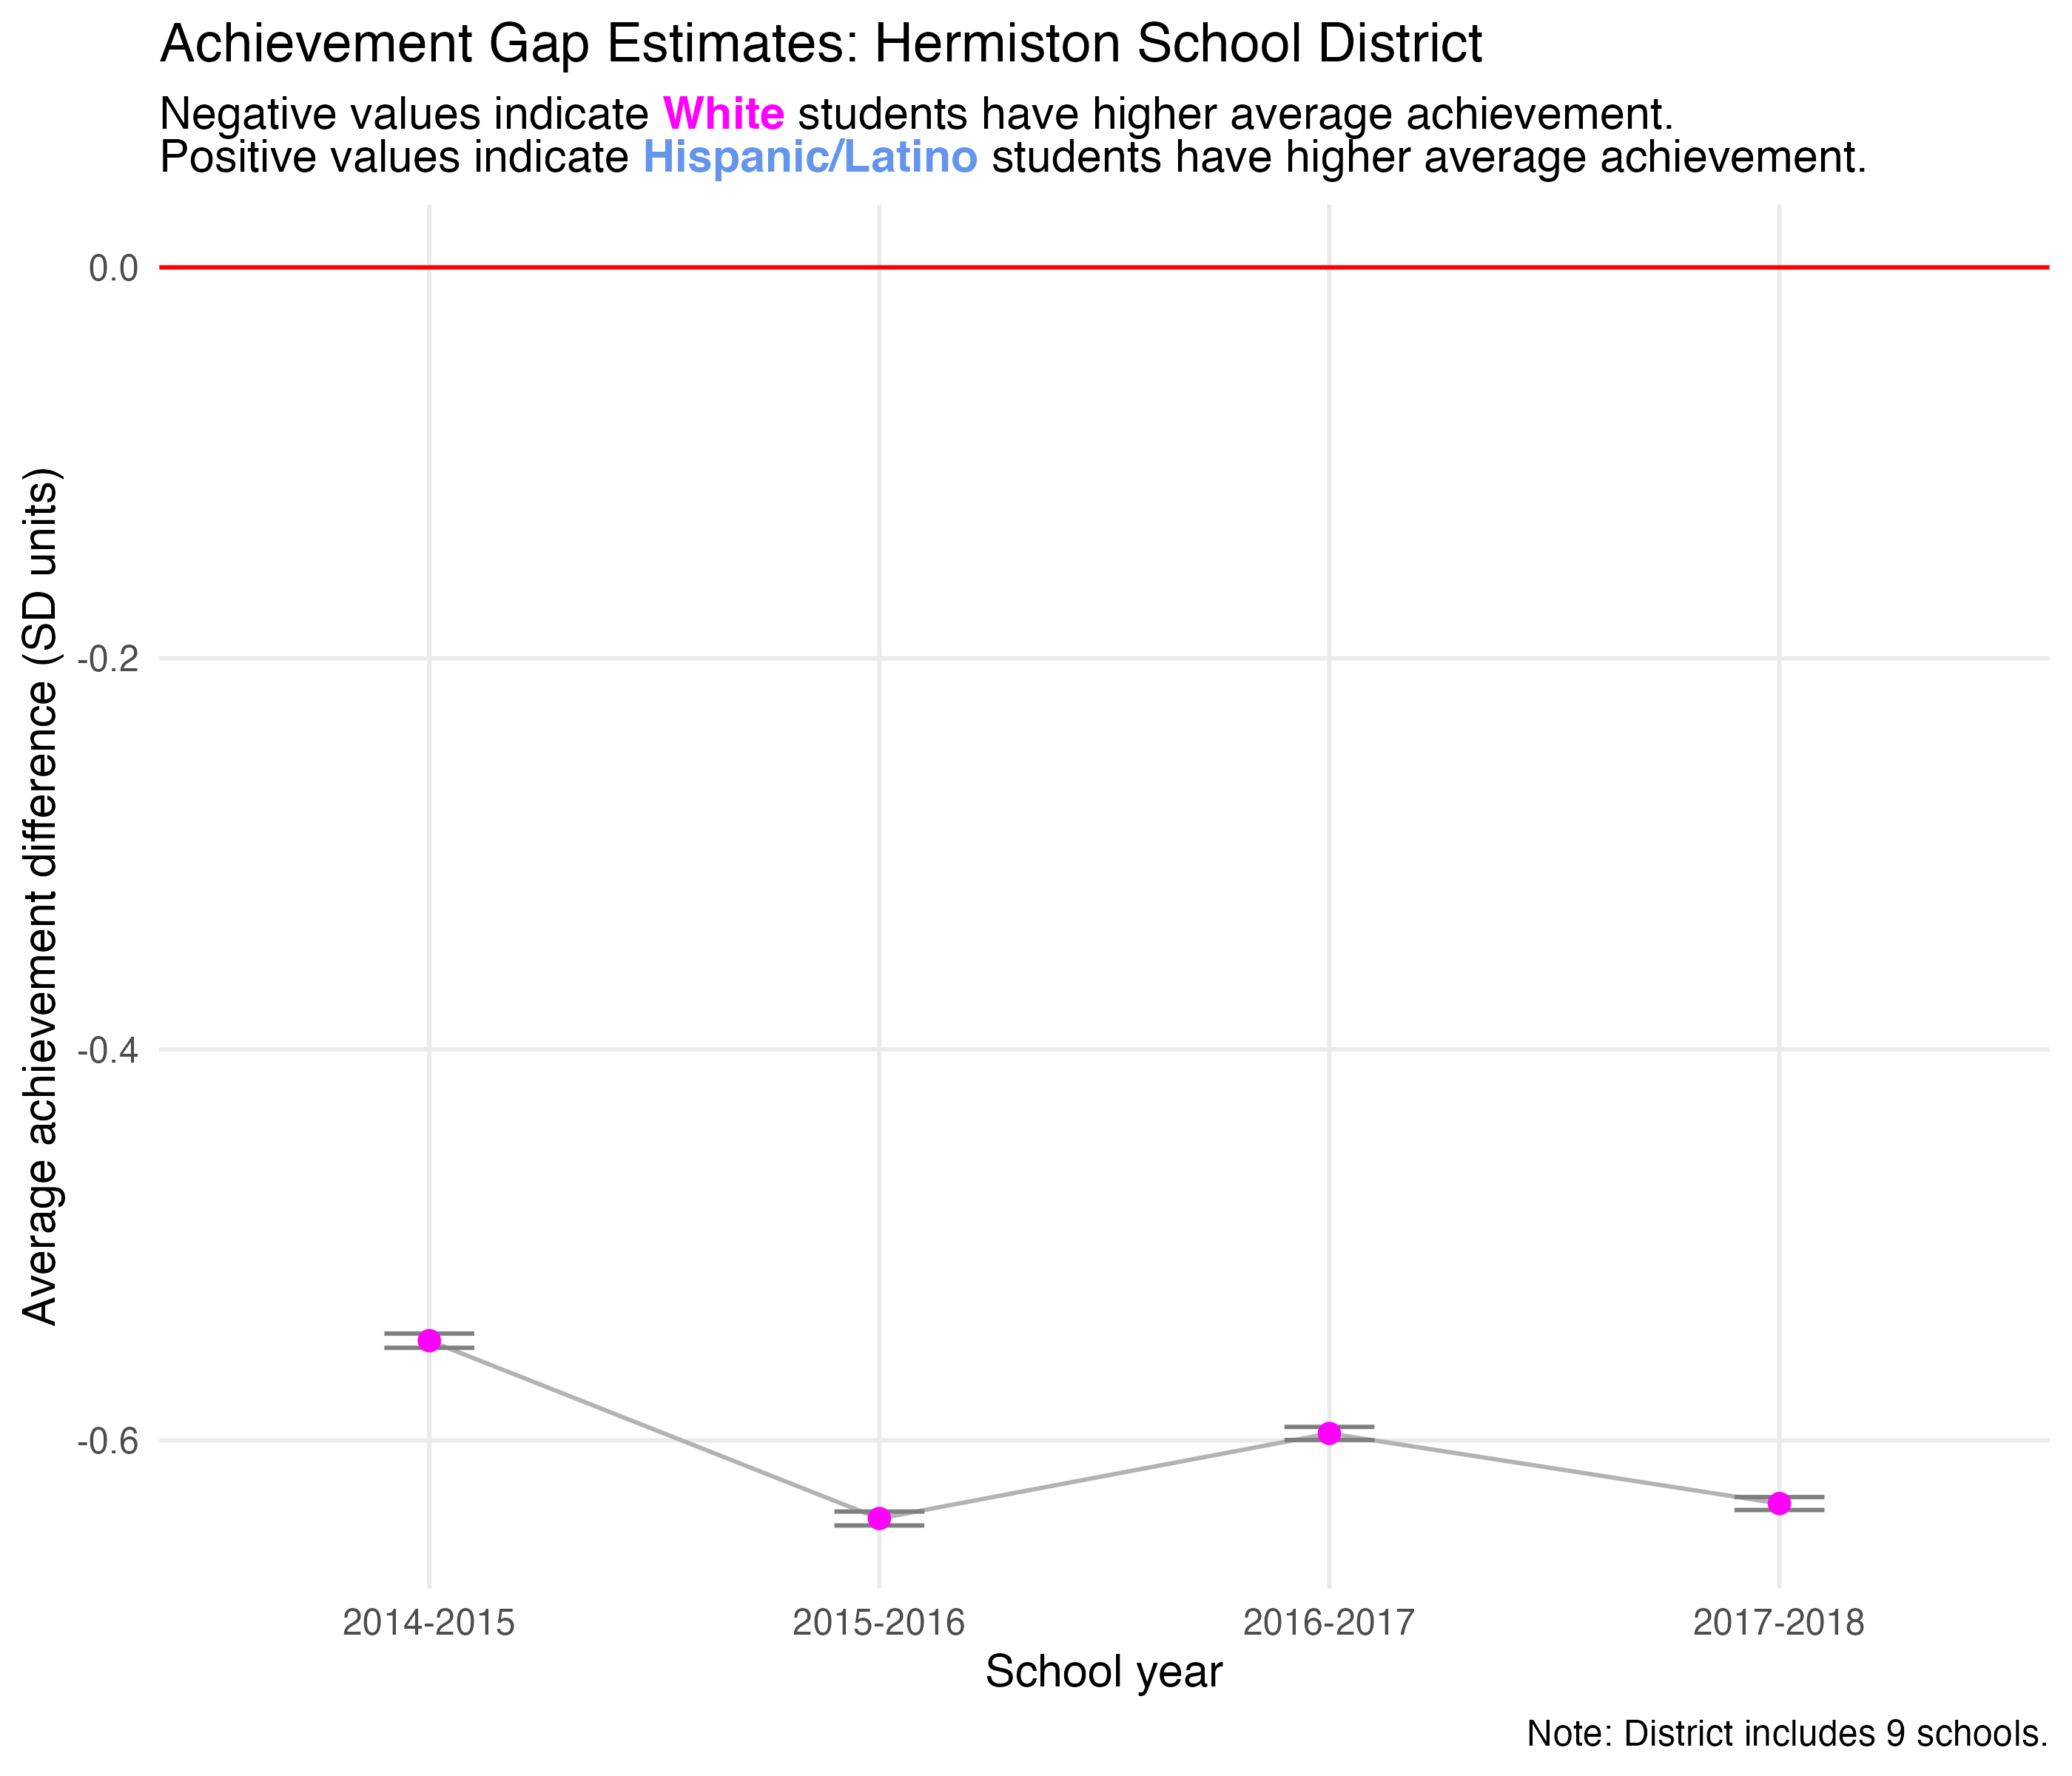 Achievement Gap Estimates: Hermiston School District
Negative values indicate White students have higher average achievement.
Positive values indicate Hispanic/Latino students have higher average achievement.
Average achievement difference (SD units)
0.0
-0.2
-0.4
-0.6
2014-2015 2015-2016 2016-2017 2017-2018
School year
Note: District includes 9 schools.